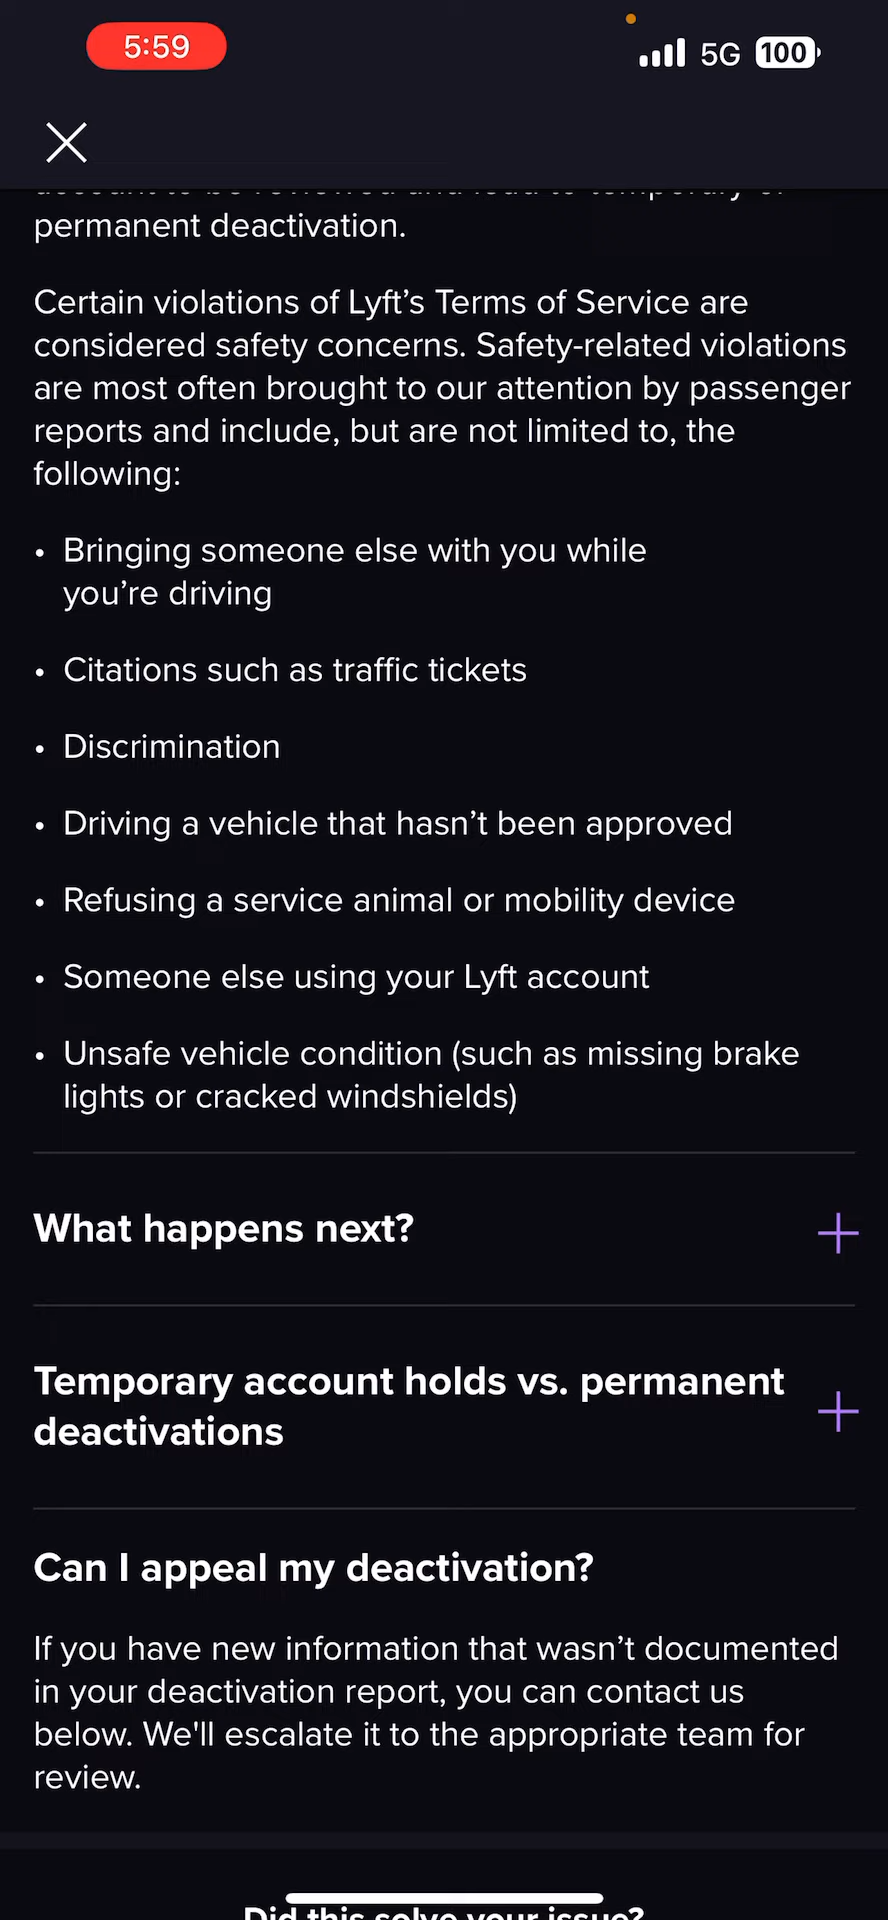 5:59
5G
100
permanent deactivation.
Certain violations of Lyft’s Terms of Service are
considered safety concerns. Safety-related violations
are most often brought to our attention by passenger
reports and include, but are not limited to, the
following:
• Bringing someone else with you while
you’re driving
• Citations such as traffic tickets
• Discrimination
• Driving a vehicle that hasn’t been approved
• Refusing a service animal or mobility device
• Someone else using your Lyft account
• Unsafe vehicle condition (such as missing brake
lights or cracked windshields)
What happens next?
Temporary account holds vs. permanent
deactivations
Can I appeal my deactivation?
If you have new information that wasn’t documented
in your deactivation report, you can contact us
below. We'll escalate it to the appropriate team for
review.
Did this solve your issue?